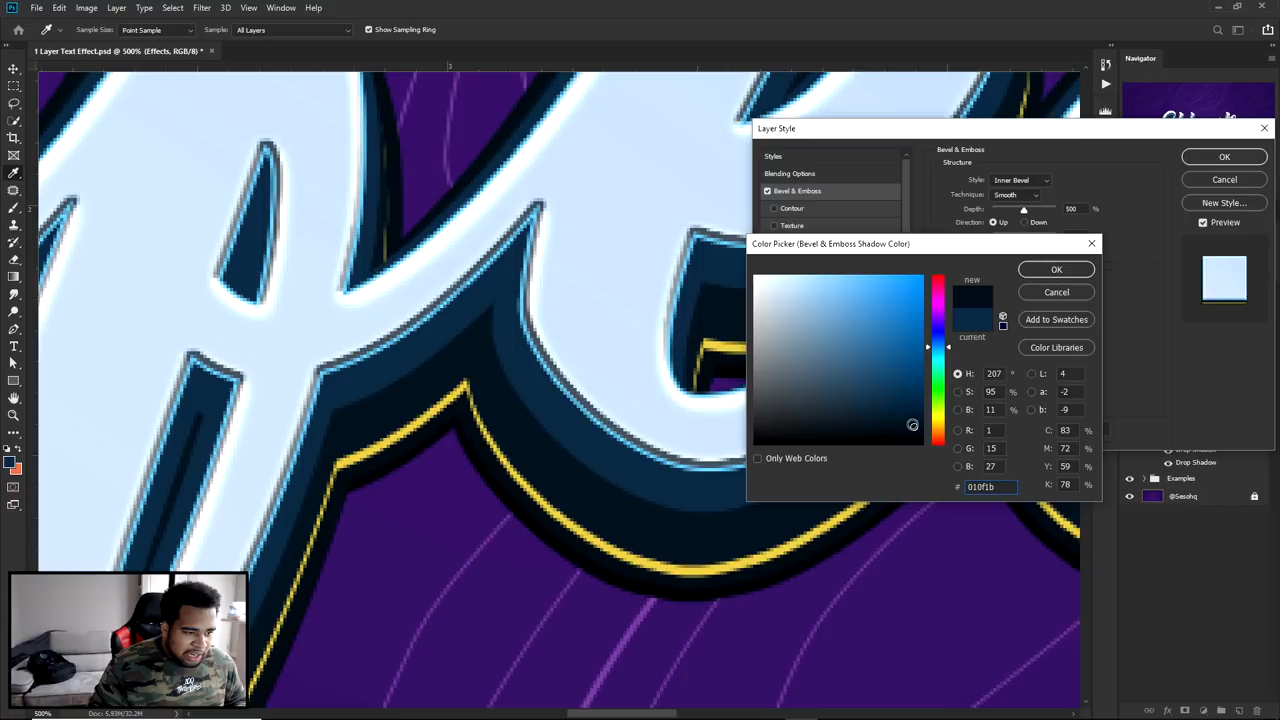 Ps File Edit Image Layer Type Select Filter 3D View Window Help
Sample Size: Point Sample Sample: All Layers Show Sampling Ring
1 Layer Text Effect.psd @ 500% (Effects, RGB/8) * ×
3
2
Navigator
Layer Style
Styles
Blending Options
Bevel & Emboss
Contour
Texture
Bevel & Emboss
Structure
Style: Inner Bevel
Technique: Smooth
Depth: 500 %
Direction: Up Down
OK
Cancel
New Style...
Preview
Color Picker (Bevel & Emboss Shadow Color)
new
current
OK
Cancel
Add to Swatches
Color Libraries
H: 207 °
S: 95 %
B: 11 %
R: 1
G: 15
B: 27
# 010f1b
L: 4
a: -2
b: -9
C: 83 %
M: 72 %
Y: 59 %
K: 78 %
Only Web Colors
Drop Shadow
Drop Shadow
Examples
@Sesohq
500% Doc: 5.93M/32.2M